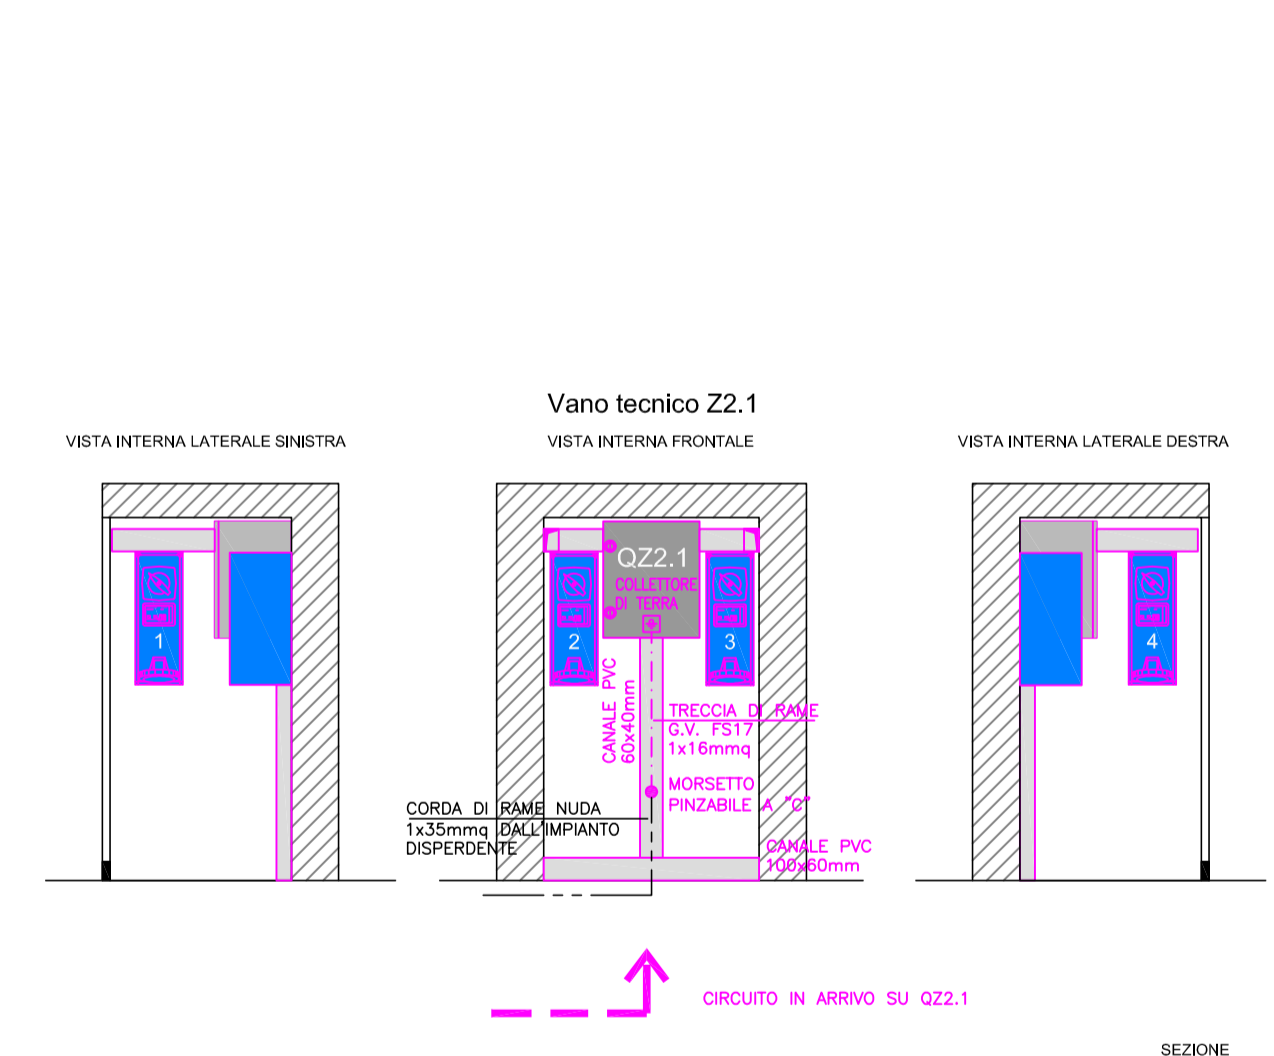 Vano tecnico Z2.1
VISTA INTERNA LATERALE SINISTRA
VISTA INTERNA FRONTALE
VISTA INTERNA LATERALE DESTRA
QZ2.1
COLLETTORE
DI TERRA
1
2
3
4
CANALE PVC
60x40mm
TRECCIA DI RAME
G.V. FS17
1x16mmq
MORSETTO
PINZABILE A "C"
CORDA DI RAME NUDA
1x35mmq DALL'IMPIANTO
DISPERDENTE
CANALE PVC
100x60mm
CIRCUITO IN ARRIVO SU QZ2.1
SEZIONE